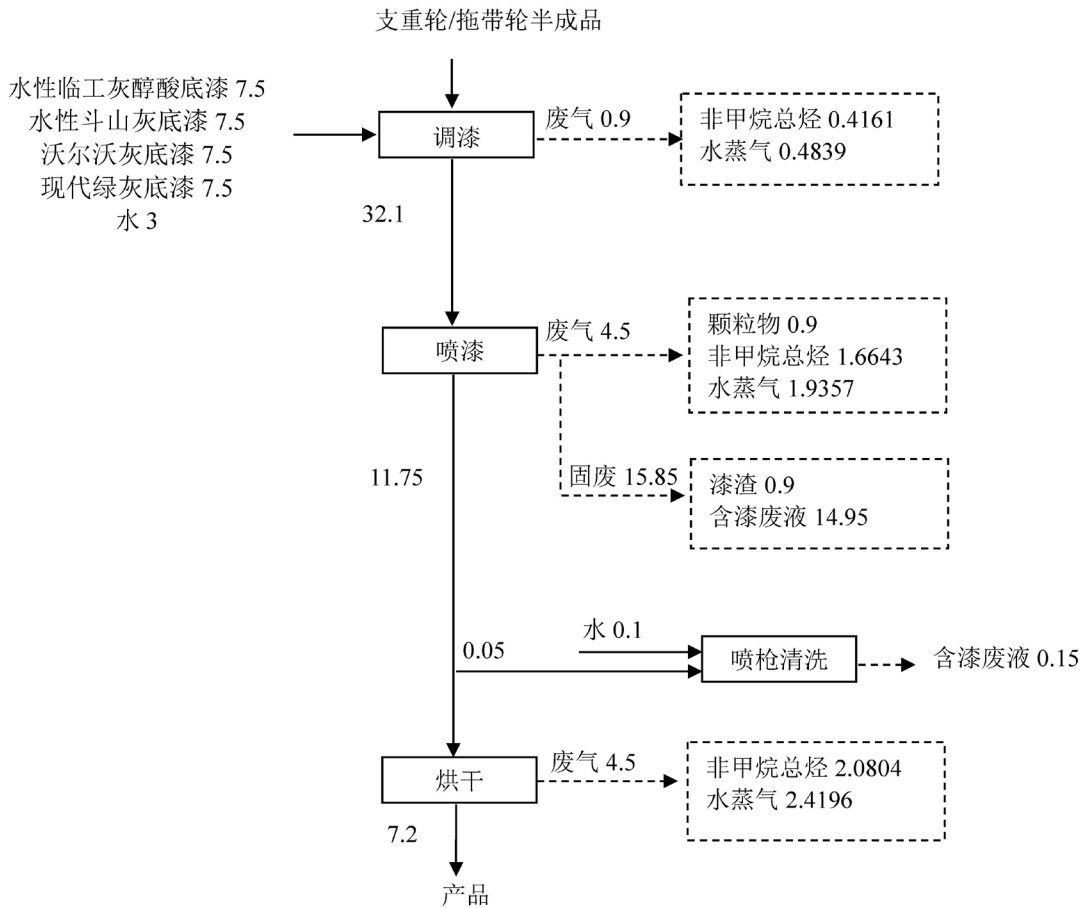 支重轮/拖带轮半成品
水性临工灰醇酸底漆 7.5
水性斗山灰底漆 7.5
沃尔沃灰底漆 7.5
现代绿灰底漆 7.5
水 3
调漆
废气 0.9
非甲烷总烃 0.4161
水蒸气 0.4839
32.1
喷漆
废气 4.5
颗粒物 0.9
非甲烷总烃 1.6643
水蒸气 1.9357
11.75
固废 15.85
漆渣 0.9
含漆废液 14.95
0.05
水 0.1
喷枪清洗
含漆废液 0.15
烘干
废气 4.5
非甲烷总烃 2.0804
水蒸气 2.4196
7.2
产品